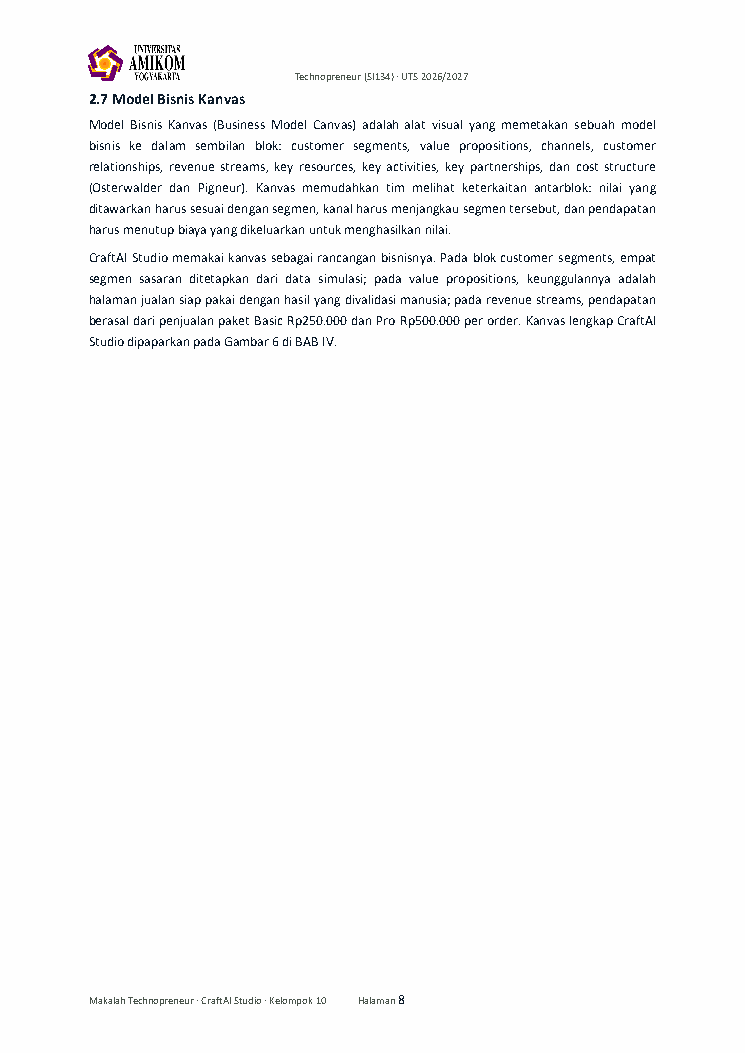 UNIVERSITAS
AMIKOM
YOGYAKARTA
Technopreneur (SI134) · UTS 2026/2027
2.7 Model Bisnis Kanvas
Model Bisnis Kanvas (Business Model Canvas) adalah alat visual yang memetakan sebuah model
bisnis ke dalam sembilan blok: customer segments, value propositions, channels, customer
relationships, revenue streams, key resources, key activities, key partnerships, dan cost structure
(Osterwalder dan Pigneur). Kanvas memudahkan tim melihat keterkaitan antarblok: nilai yang
ditawarkan harus sesuai dengan segmen, kanal harus menjangkau segmen tersebut, dan pendapatan
harus menutup biaya yang dikeluarkan untuk menghasilkan nilai.
CraftAI Studio memakai kanvas sebagai rancangan bisnisnya. Pada blok customer segments, empat
segmen sasaran ditetapkan dari data simulasi; pada value propositions, keunggulannya adalah
halaman jualan siap pakai dengan hasil yang divalidasi manusia; pada revenue streams, pendapatan
berasal dari penjualan paket Basic Rp250.000 dan Pro Rp500.000 per order. Kanvas lengkap CraftAI
Studio dipaparkan pada Gambar 6 di BAB IV.
Makalah Technopreneur · CraftAI Studio · Kelompok 10 Halaman 8